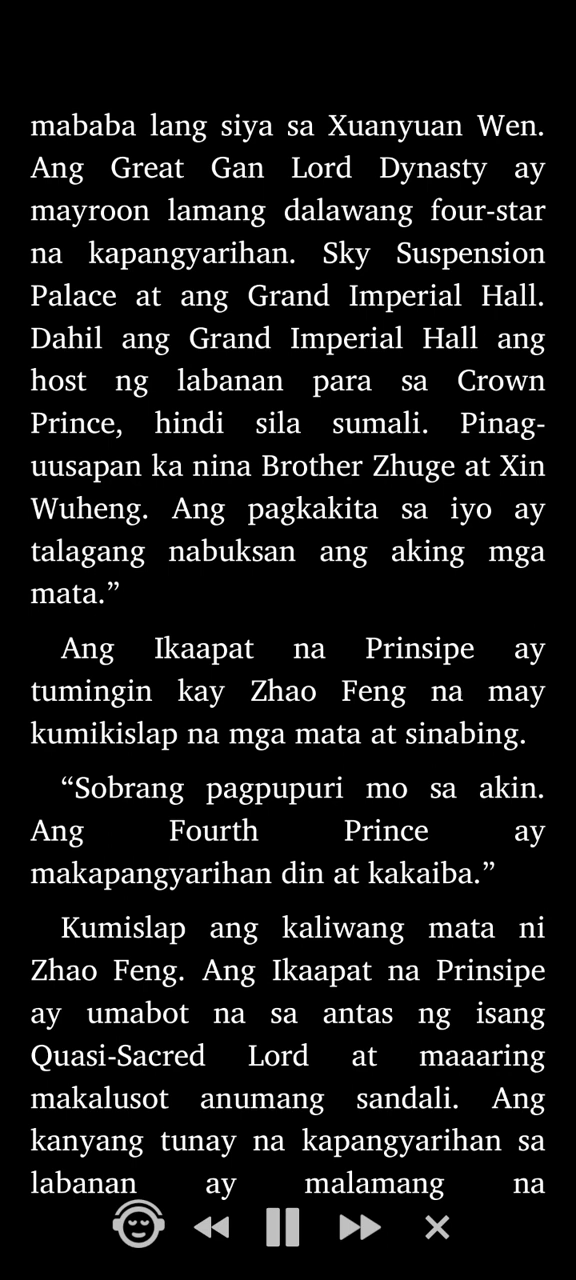 mababa lang siya sa Xuanyuan Wen.
Ang Great Gan Lord Dynasty ay
mayroon lamang dalawang four-star
na kapangyarihan. Sky Suspension
Palace at ang Grand Imperial Hall.
Dahil ang Grand Imperial Hall ang
host ng labanan para sa Crown
Prince, hindi sila sumali. Pinag-
uusapan ka nina Brother Zhuge at Xin
Wuheng. Ang pagkakita sa iyo ay
talagang nabuksan ang aking mga
mata.”
Ang Ikaapat na Prinsipe ay
tumingin kay Zhao Feng na may
kumikislap na mga mata at sinabing.
“Sobrang pagpupuri mo sa akin.
Ang Fourth Prince ay
makapangyarihan din at kakaiba.”
Kumislap ang kaliwang mata ni
Zhao Feng. Ang Ikaapat na Prinsipe
ay umabot na sa antas ng isang
Quasi-Sacred Lord at maaaring
makalusot anumang sandali. Ang
kanyang tunay na kapangyarihan sa
labanan ay malamang na